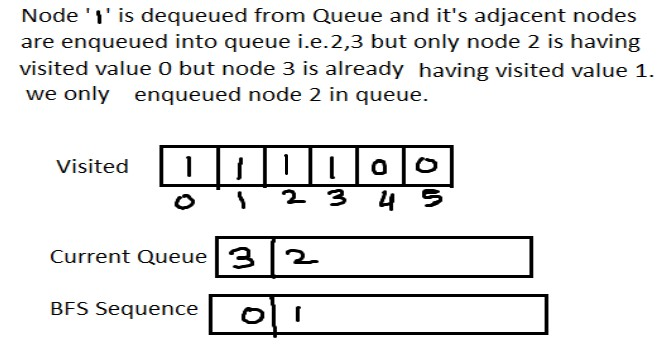 Node '1' is dequeued from Queue and it's adjacent nodes
are enqueued into queue i.e.2,3 but only node 2 is having
visited value 0 but node 3 is already having visited value 1.
we only enqueued node 2 in queue.
Visited 1 1 1 1 0 0
0 1 2 3 4 5
Current Queue 3 2
BFS Sequence 0 1